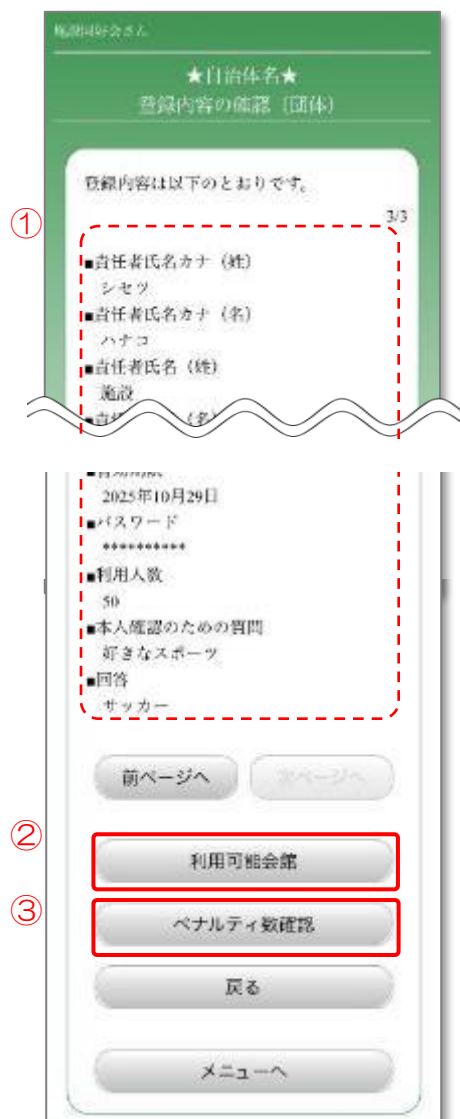 施設同好会さん
★自治体名★
登録内容の確認（団体）
登録内容は以下のとおりです。
3/3
①
■責任者氏名カナ（姓）
シセツ
■責任者氏名カナ（名）
ハナコ
■責任者氏名（姓）
施設
2025年10月29日
■パスワード
**********
■利用人数
50
■本人確認のための質問
好きなスポーツ
■回答
サッカー
前ページへ
次ページへ
②
利用可能会館
③
ペナルティ数確認
戻る
メニューへ